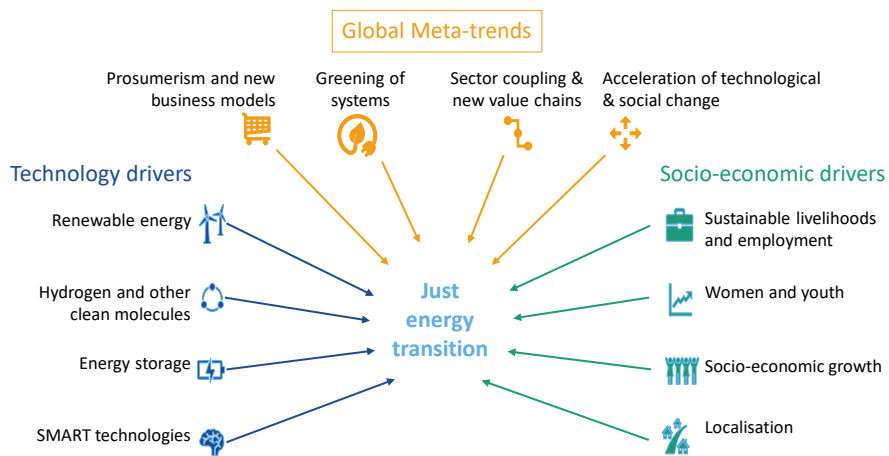 Global Meta-trends
Prosumerism and new
business models
Greening of
systems
Sector coupling &
new value chains
Acceleration of technological
& social change
Technology drivers
Renewable energy
Hydrogen and other
clean molecules
Energy storage
SMART technologies
Just
energy
transition
Socio-economic drivers
Sustainable livelihoods
and employment
Women and youth
Socio-economic growth
Localisation